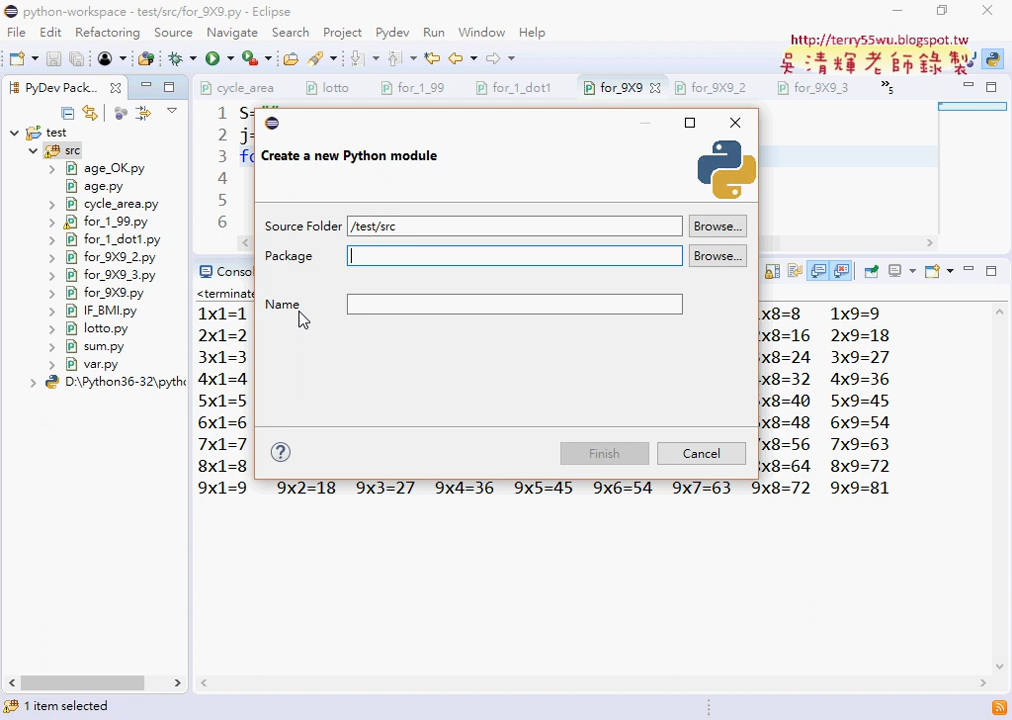 python-workspace - test/src/for_9X9.py - Eclipse
File Edit Refactoring Source Navigate Search Project Pydev Run Window Help
http://terry55wu.blogspot.tw
吳清輝老師錄製
PyDev Pack...
cycle_area lotto for_1_99 for_1_dot1 for_9X9 for_9X9_2 for_9X9_3 »5
test
src
age_OK.py
age.py
cycle_area.py
for_1_99.py
for_1_dot1.py
for_9X9_2.py
for_9X9_3.py
for_9X9.py
IF_BMI.py
lotto.py
sum.py
var.py
D:\Python36-32\pytho
1 S=""
2 j=
3 fo
4
5
6
Create a new Python module
Source Folder /test/src Browse...
Package Browse...
Name
Finish Cancel
Conso
<terminate
1x1=1 x8=8 1x9=9
2x1=2 x8=16 2x9=18
3x1=3 x8=24 3x9=27
4x1=4 x8=32 4x9=36
5x1=5 x8=40 5x9=45
6x1=6 x8=48 6x9=54
7x1=7 x8=56 7x9=63
8x1=8 x8=64 8x9=72
9x1=9 9x2=18 9x3=27 9x4=36 9x5=45 9x6=54 9x7=63 9x8=72 9x9=81
1 item selected